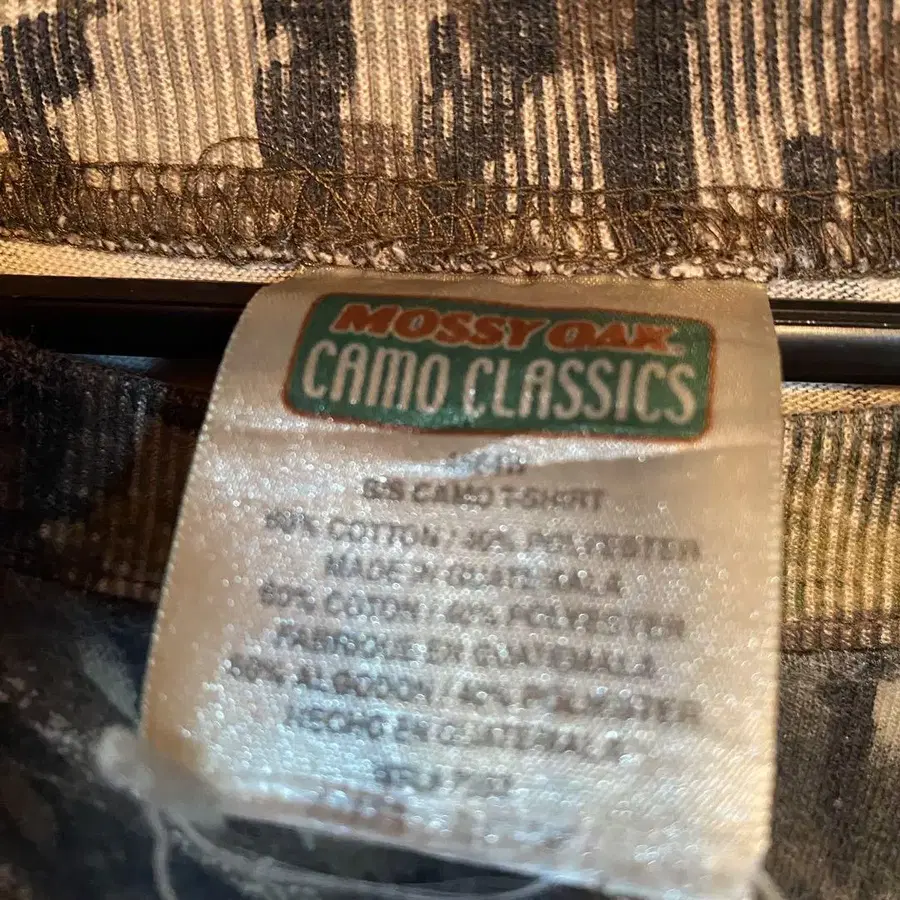 MOSSY OAK
CAMO CLASSICS
S/S CAMO T-SHIRT
60% COTTON / 40% POLYESTER
MADE IN GUATEMALA
60% COTON / 40% POLYESTER
FABRIQUE EN GUATEMALA
60% ALGODON / 40% POLYESTER
HECHO EN GUATEMALA